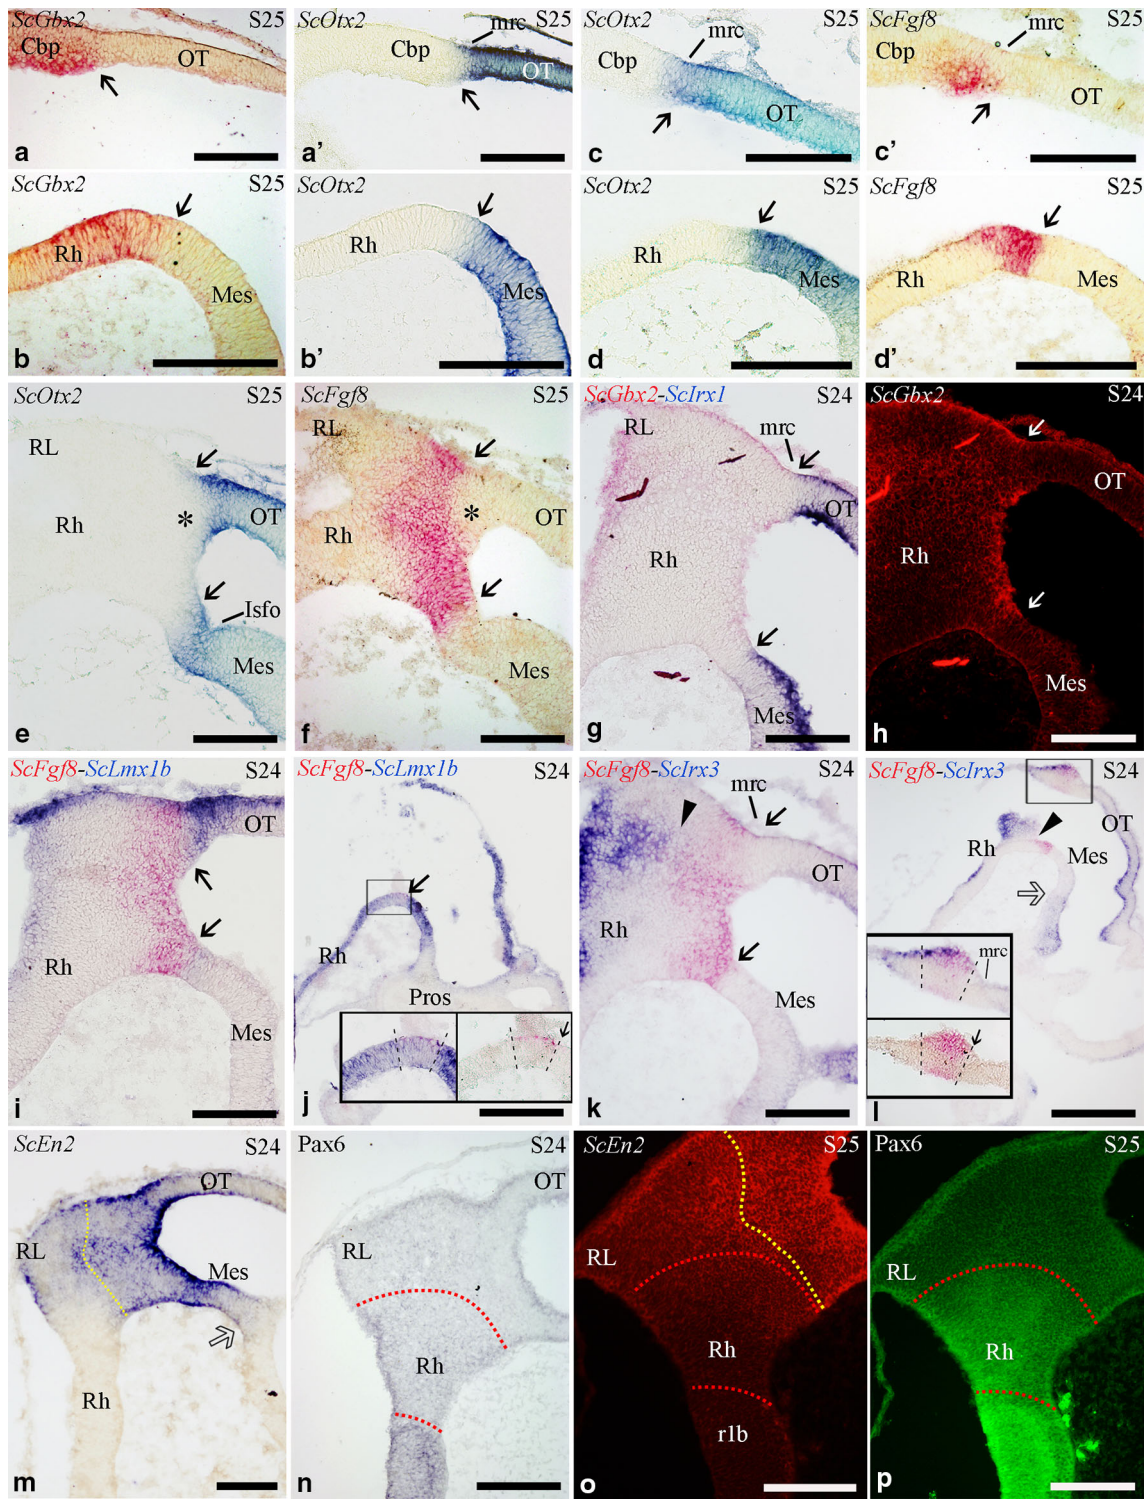 ScGbx2 S25
Cbp OT
a
ScOtx2 S25
mrc
Cbp OT
a'
ScOtx2 S25
mrc
Cbp
OT
c
ScFgf8 S25
mrc
Cbp
OT
c'
ScGbx2 S25
Rh
Mes
b
ScOtx2 S25
Rh
Mes
b'
ScOtx2 S25
Rh
Mes
d
ScFgf8 S25
Rh Mes
d'
ScOtx2 S25
RL
*
OT
Rh
Isfo
Mes
e
ScFgf8 S25
RL
*
OT
Rh
Mes
f
ScGbx2-ScIrx1 S24
RL
mrc
OT
Rh
Mes
g
ScGbx2 S24
OT
Rh
Mes
h
ScFgf8-ScLmx1b S24
OT
Rh
Mes
i
ScFgf8-ScLmx1b S24
Rh
Pros
j
ScFgf8-ScIrx3 S24
mrc
OT
Rh
Mes
k
ScFgf8-ScIrx3 S24
OT
Rh Mes
mrc
l
ScEn2 S24
OT
RL
Mes
Rh
m
Pax6 S24
OT
RL
Rh
n
ScEn2 S25
RL
Rh
r1b
o
Pax6 S25
RL
Rh
p